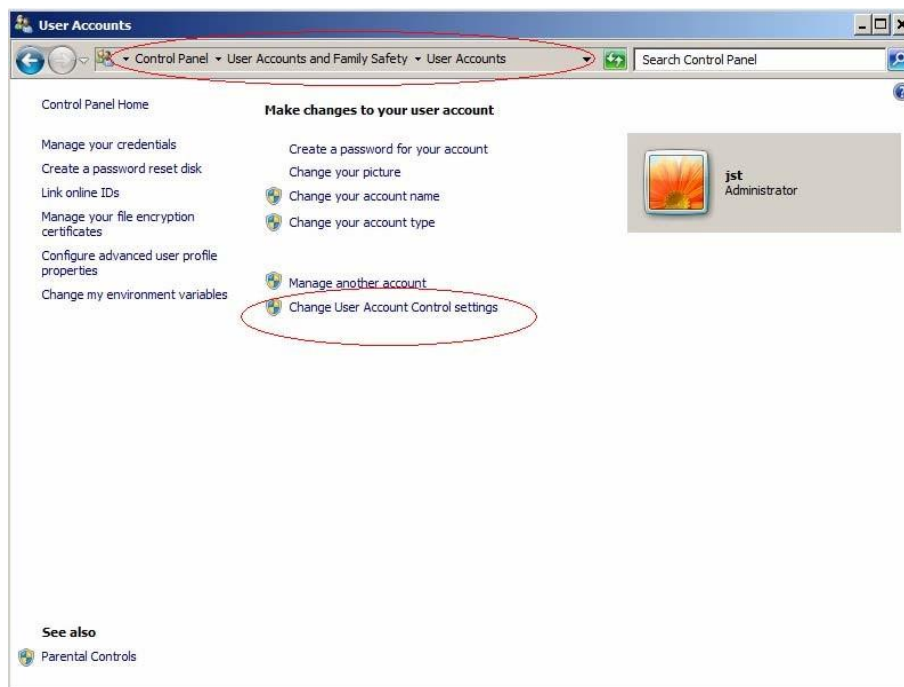 User Accounts
Control Panel User Accounts and Family Safety User Accounts
Search Control Panel
Control Panel Home
Manage your credentials
Create a password reset disk
Link online IDs
Manage your file encryption
certificates
Configure advanced user profile
properties
Change my environment variables
Make changes to your user account
Create a password for your account
Change your picture
Change your account name
Change your account type
Manage another account
Change User Account Control settings
jst
Administrator
See also
Parental Controls